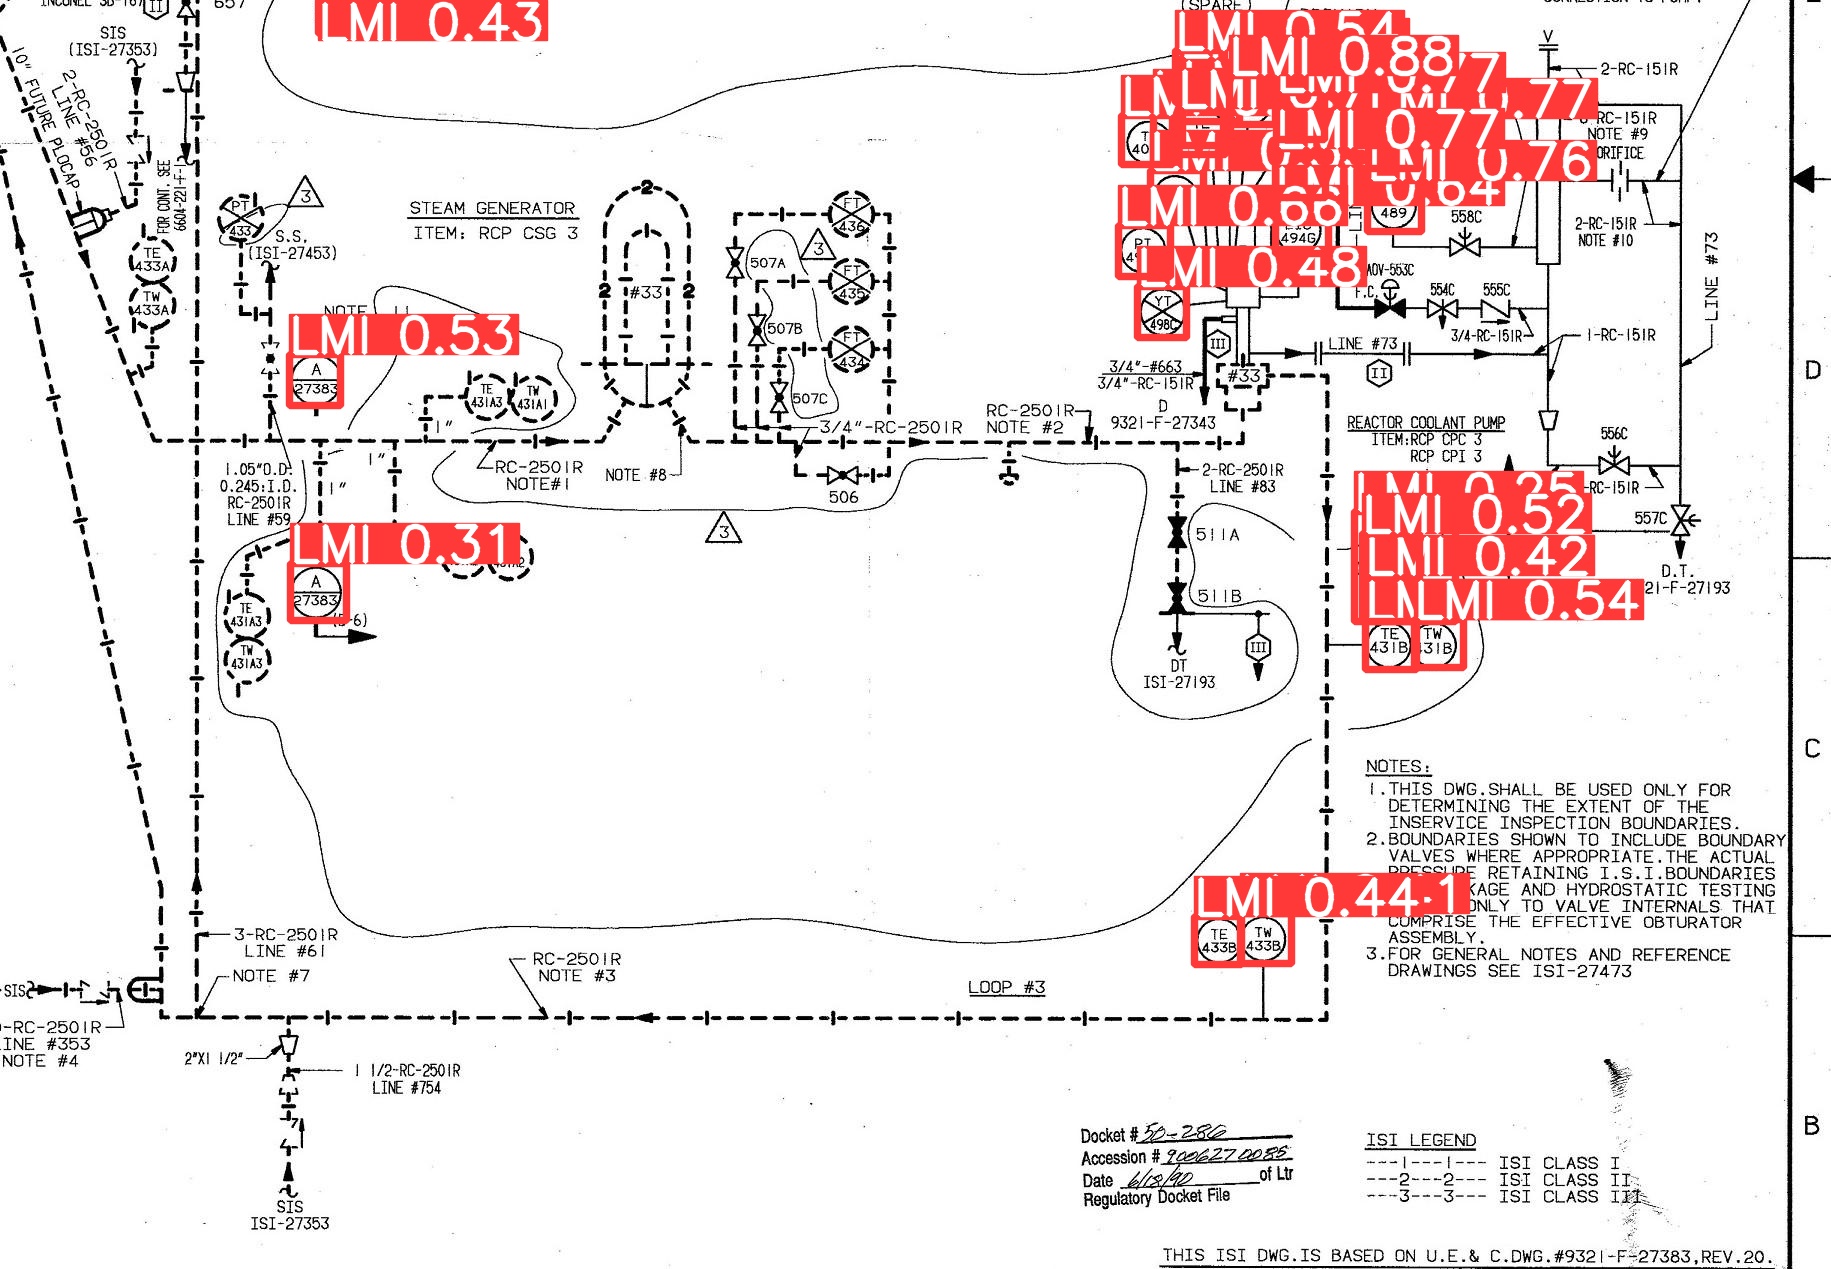 INCONEL SB-167
II
657
(SPARE)
LMI 0.43
LMI 0.54
LMI 0.88
LMI 0.77
LMI 0.77
LMI 0.76
LMI 0.64
LMI 0.66
LMI 0.48
SIS
(ISI-27353)
10" FUTURE PLOCAP
2-RC-2501R
LINE #56
FOR CONT. SEE
6604-221-F-1
TE
433A
TW
433A
PT
433
3
S.S.
(ISI-27453)
STEAM GENERATOR
ITEM: RCP CSG 3
2
2
#33
2
507A
507B
507C
3
FT
436
FT
435
FT
434
PT
YT
498C
494G
489
V
2-RC-151R
NOTE #9
ORIFICE
558C
2-RC-151R
NOTE #10
LINE #73
AOV-553C
F.C.
554C
555C
3/4-RC-151R
1-RC-151R
LINE #73
II
III
#33
3/4"-#663
3/4"-RC-151R
D
9321-F-27343
D
LMI 0.53
A
27383
TE
431A3
TW
431A1
1"
1"
1"
1.05"O.D.
0.245:I.D.
RC-2501R
LINE #59
RC-2501R
NOTE#1
NOTE #8
3/4"-RC-2501R
506
RC-2501R
NOTE #2
3
REACTOR COOLANT PUMP
ITEM:RCP CPC 3
RCP CPI 3
556C
RC-151R
557C
D.T.
21-F-27193
2-RC-2501R
LINE #83
511A
511B
III
DT
ISI-27193
LMI 0.25
LMI 0.52
LMI 0.42
LMI 0.54
TE
431B
TW
431B
LMI 0.31
A
27383
TE
431A3
TW
431A3
C
NOTES:
1.THIS DWG.SHALL BE USED ONLY FOR
DETERMINING THE EXTENT OF THE
INSERVICE INSPECTION BOUNDARIES.
2.BOUNDARIES SHOWN TO INCLUDE BOUNDARY
VALVES WHERE APPROPRIATE.THE ACTUAL
PRESSURE RETAINING I.S.I.BOUNDARIES
KAGE AND HYDROSTATIC TESTING
ONLY TO VALVE INTERNALS THAT
COMPRISE THE EFFECTIVE OBTURATOR
ASSEMBLY.
3.FOR GENERAL NOTES AND REFERENCE
DRAWINGS SEE ISI-27473
LMI 0.44
TE
433B
TW
433B
3-RC-2501R
LINE #61
NOTE #7
SIS
RC-2501R
NOTE #3
LOOP #3
-RC-2501R
LINE #353
NOTE #4
2"X1 1/2"
1 1/2-RC-2501R
LINE #754
SIS
ISI-27353
B
Docket # 50-286
Accession # 9006270085
Date 6/18/90 of Ltr
Regulatory Docket File
ISI LEGEND
---1---1--- ISI CLASS I
---2---2--- ISI CLASS II
---3---3--- ISI CLASS III
THIS ISI DWG.IS BASED ON U.E.& C.DWG.#9321-F-27383,REV.20.